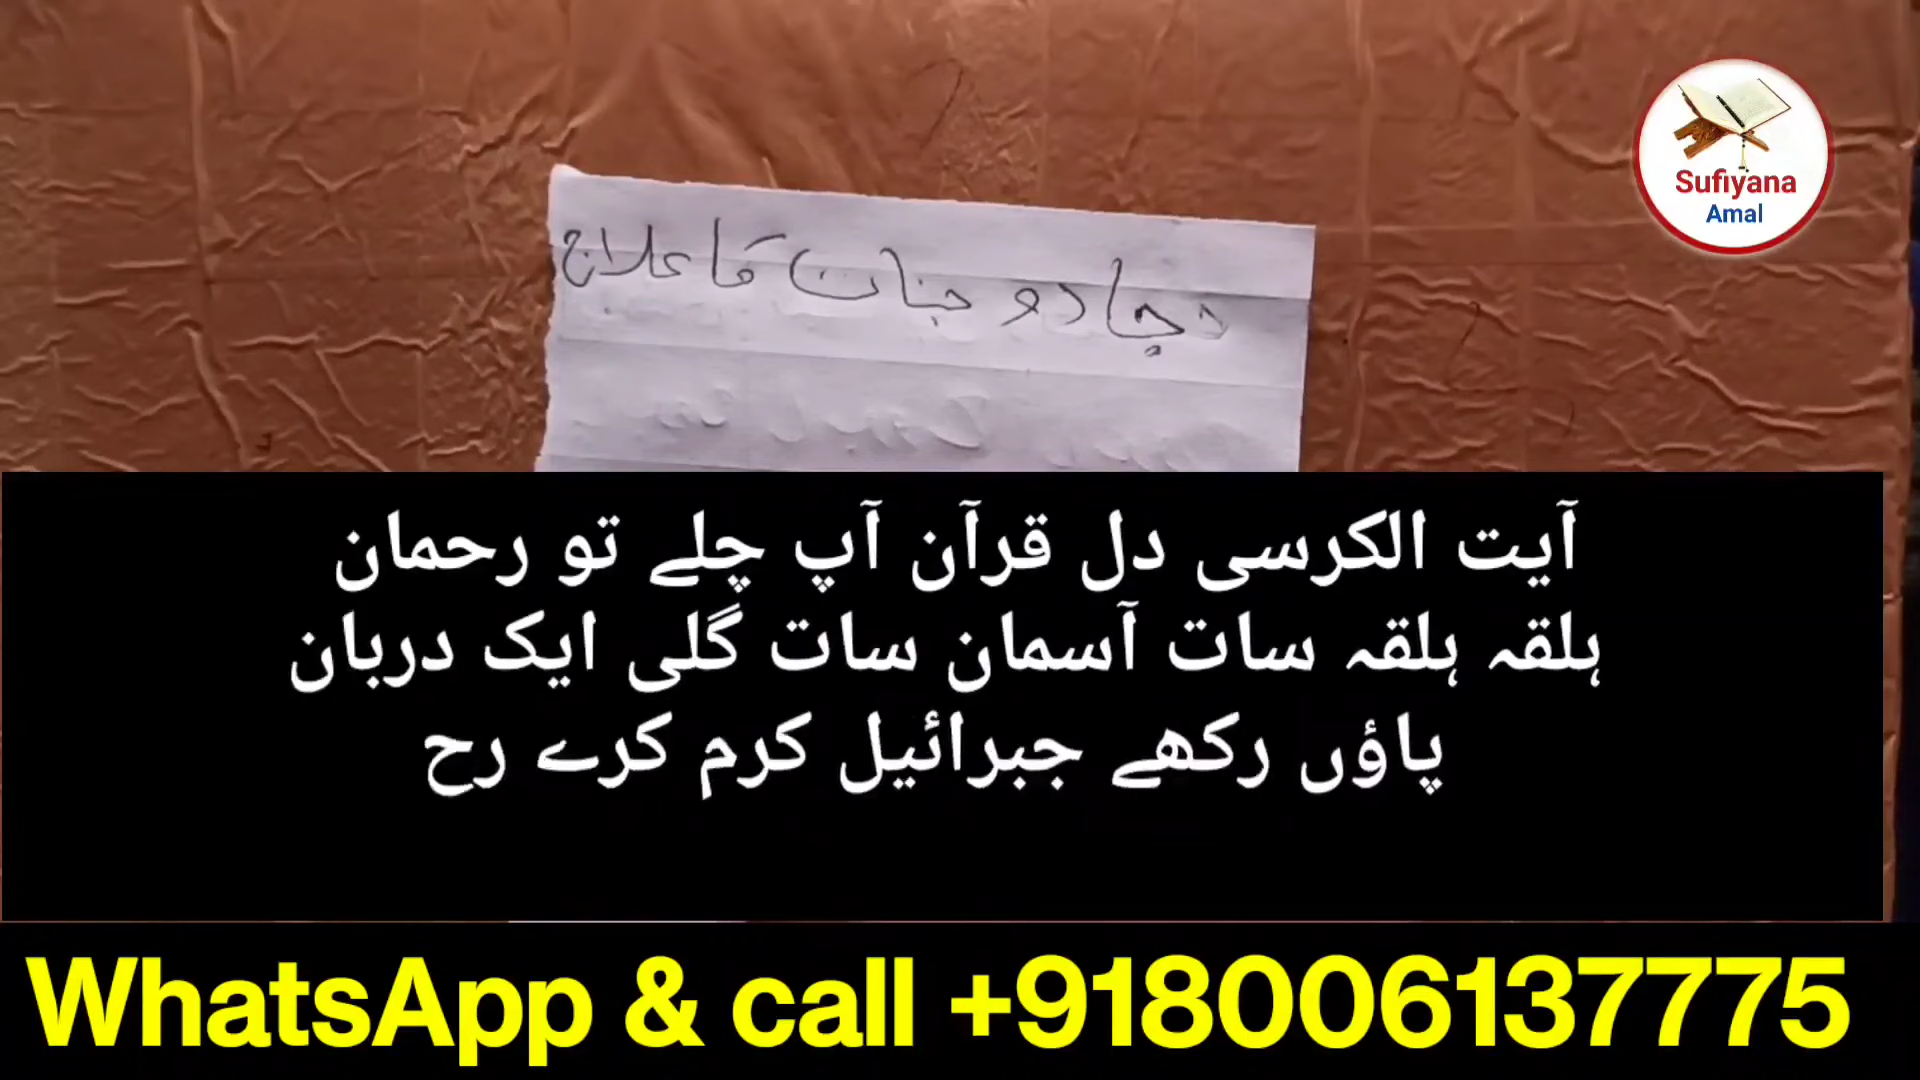 Sufiyana
Amal
جادو جنات کا علاج
آیت الکرسی دل قرآن آپ چلے تو رحمان
ہلقہ ہلقہ سات آسمان سات گلی ایک دربان
پاؤں رکھے جبرائیل کرم کرے رح
WhatsApp & call +918006137775